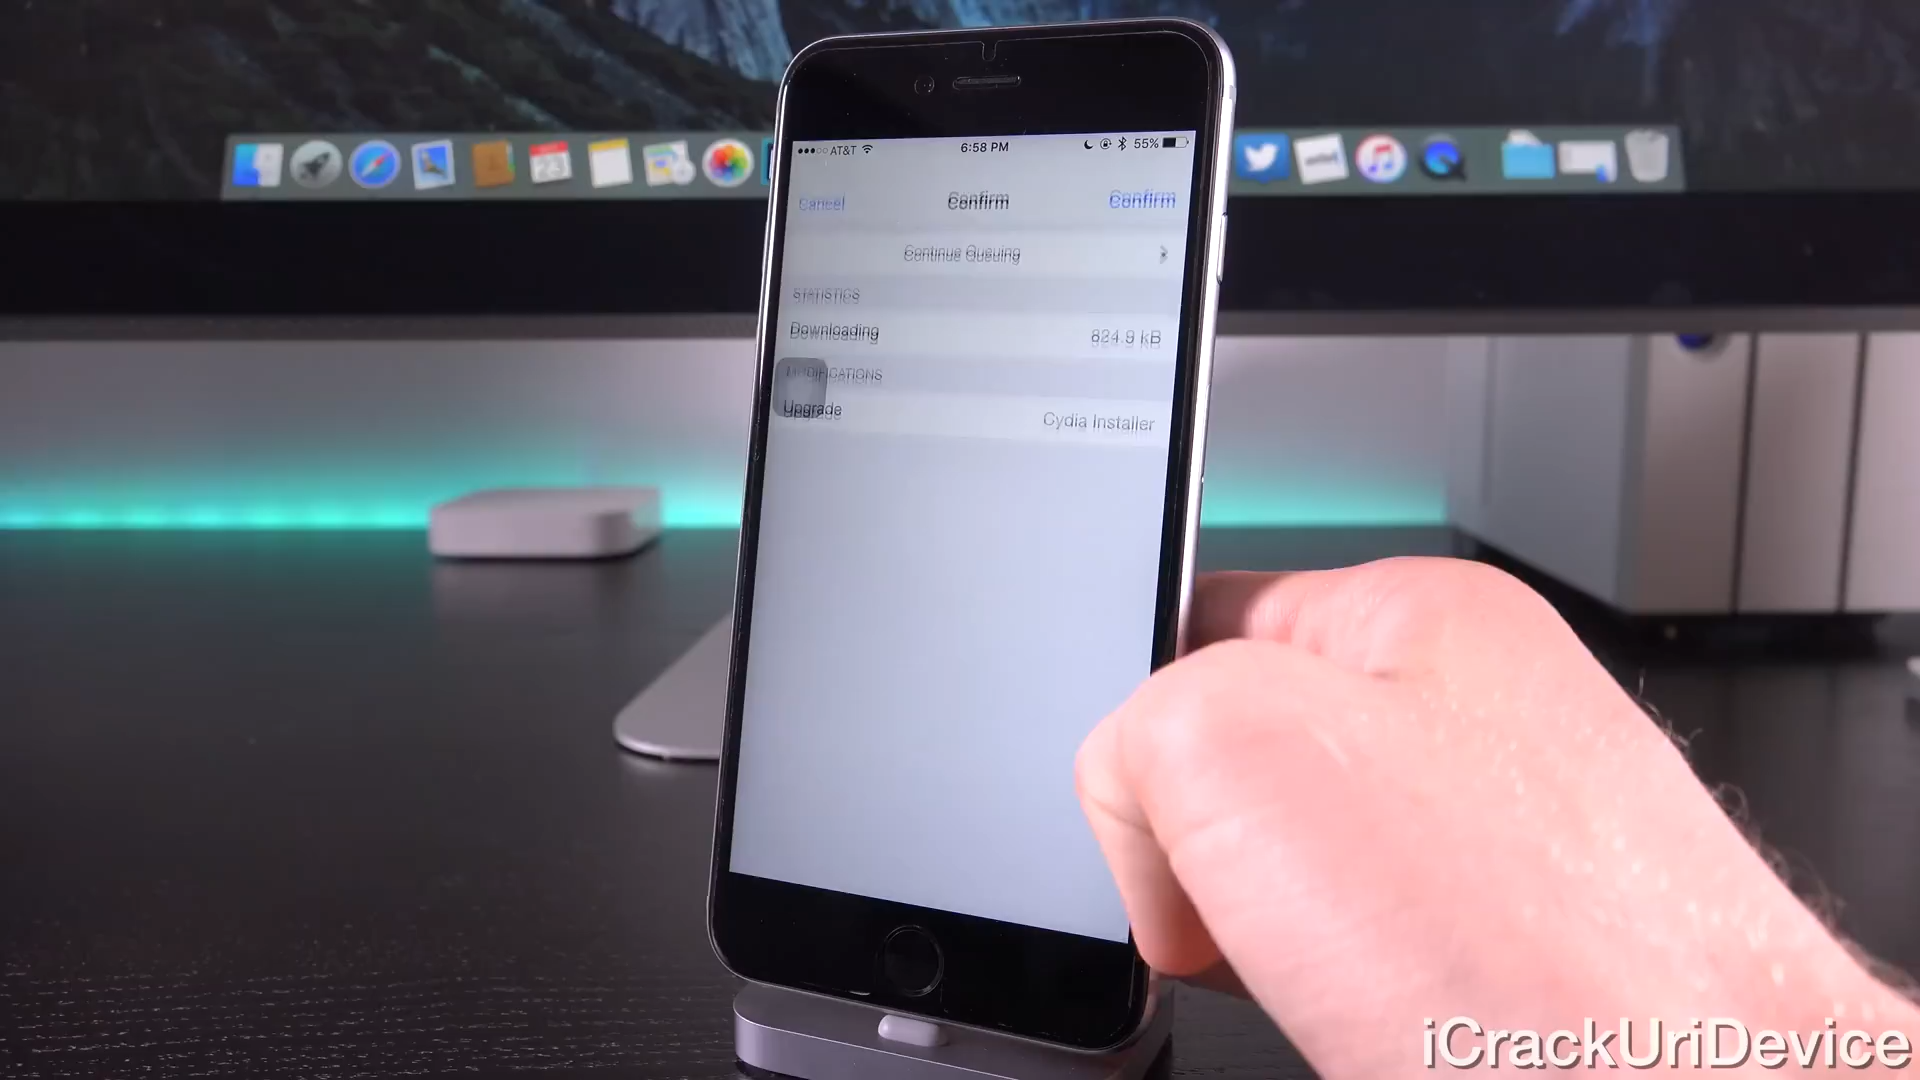 AT&T 6:58 PM 55%
Cancel Confirm Confirm
Continue Queuing
STATISTICS
Downloading 824.9 kB
MODIFICATIONS
Upgrade Cydia Installer
23
iCrackUriDevice